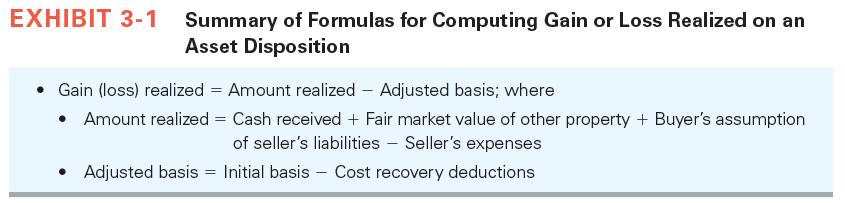 EXHIBIT 3-1 Summary of Formulas for Computing Gain or Loss Realized on an
Asset Disposition
• Gain (loss) realized = Amount realized − Adjusted basis; where
• Amount realized = Cash received + Fair market value of other property + Buyer's assumption
of seller's liabilities − Seller's expenses
• Adjusted basis = Initial basis − Cost recovery deductions